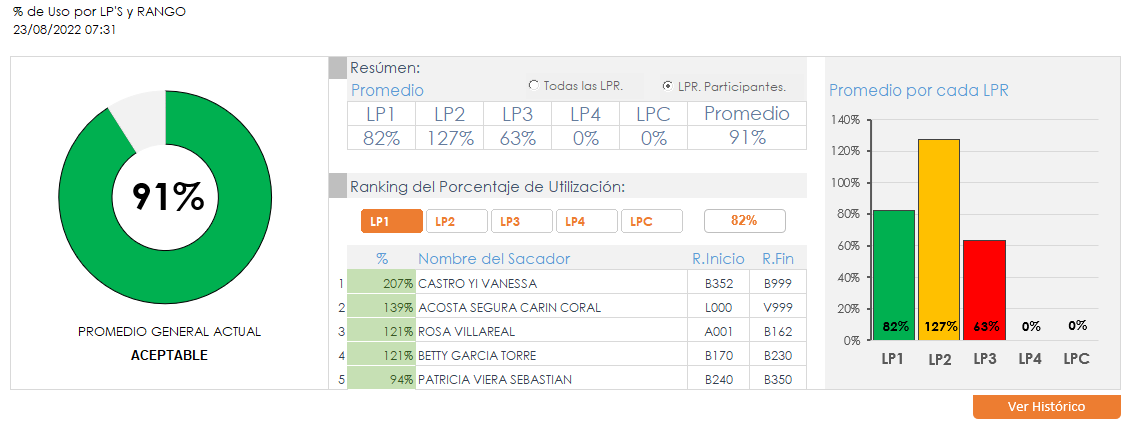 % de Uso por LP'S y RANGO
23/08/2022 07:31
91%
PROMEDIO GENERAL ACTUAL
ACEPTABLE
Resúmen:
Promedio
Todas las LPR.
LPR. Participantes.
LP1 LP2 LP3 LP4 LPC Promedio
82% 127% 63% 0% 0% 91%
Ranking del Porcentaje de Utilización:
LP1 LP2 LP3 LP4 LPC 82%
% Nombre del Sacador R.Inicio R.Fin
1 207% CASTRO YI VANESSA B352 B999
2 139% ACOSTA SEGURA CARIN CORAL L000 V999
3 121% ROSA VILLAREAL A001 B162
4 121% BETTY GARCIA TORRE B170 B230
5 94% PATRICIA VIERA SEBASTIAN B240 B350
Promedio por cada LPR
140%
120%
100%
80%
60%
40%
20%
0%
82% 127% 63% 0% 0%
LP1 LP2 LP3 LP4 LPC
Ver Histórico